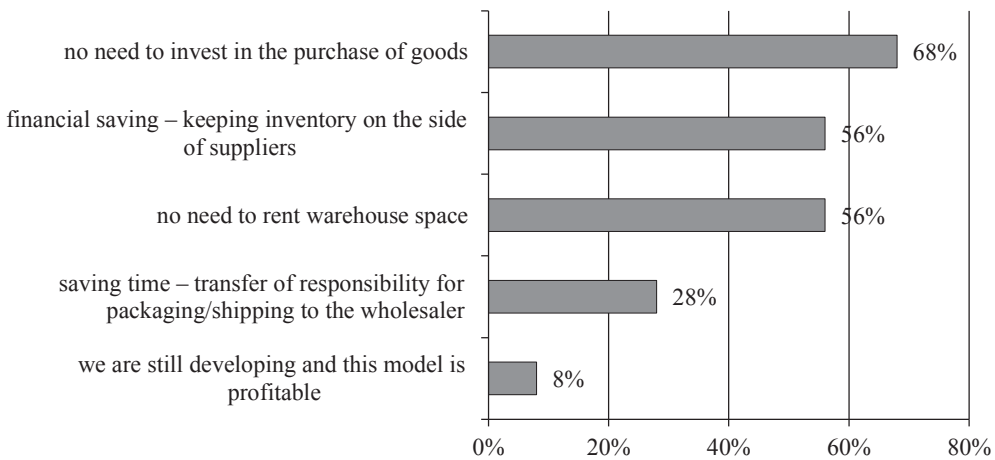 no need to invest in the purchase of goods
68%
financial saving – keeping inventory on the side
of suppliers
56%
no need to rent warehouse space
56%
saving time – transfer of responsibility for
packaging/shipping to the wholesaler
28%
we are still developing and this model is
profitable
8%
0% 20% 40% 60% 80%